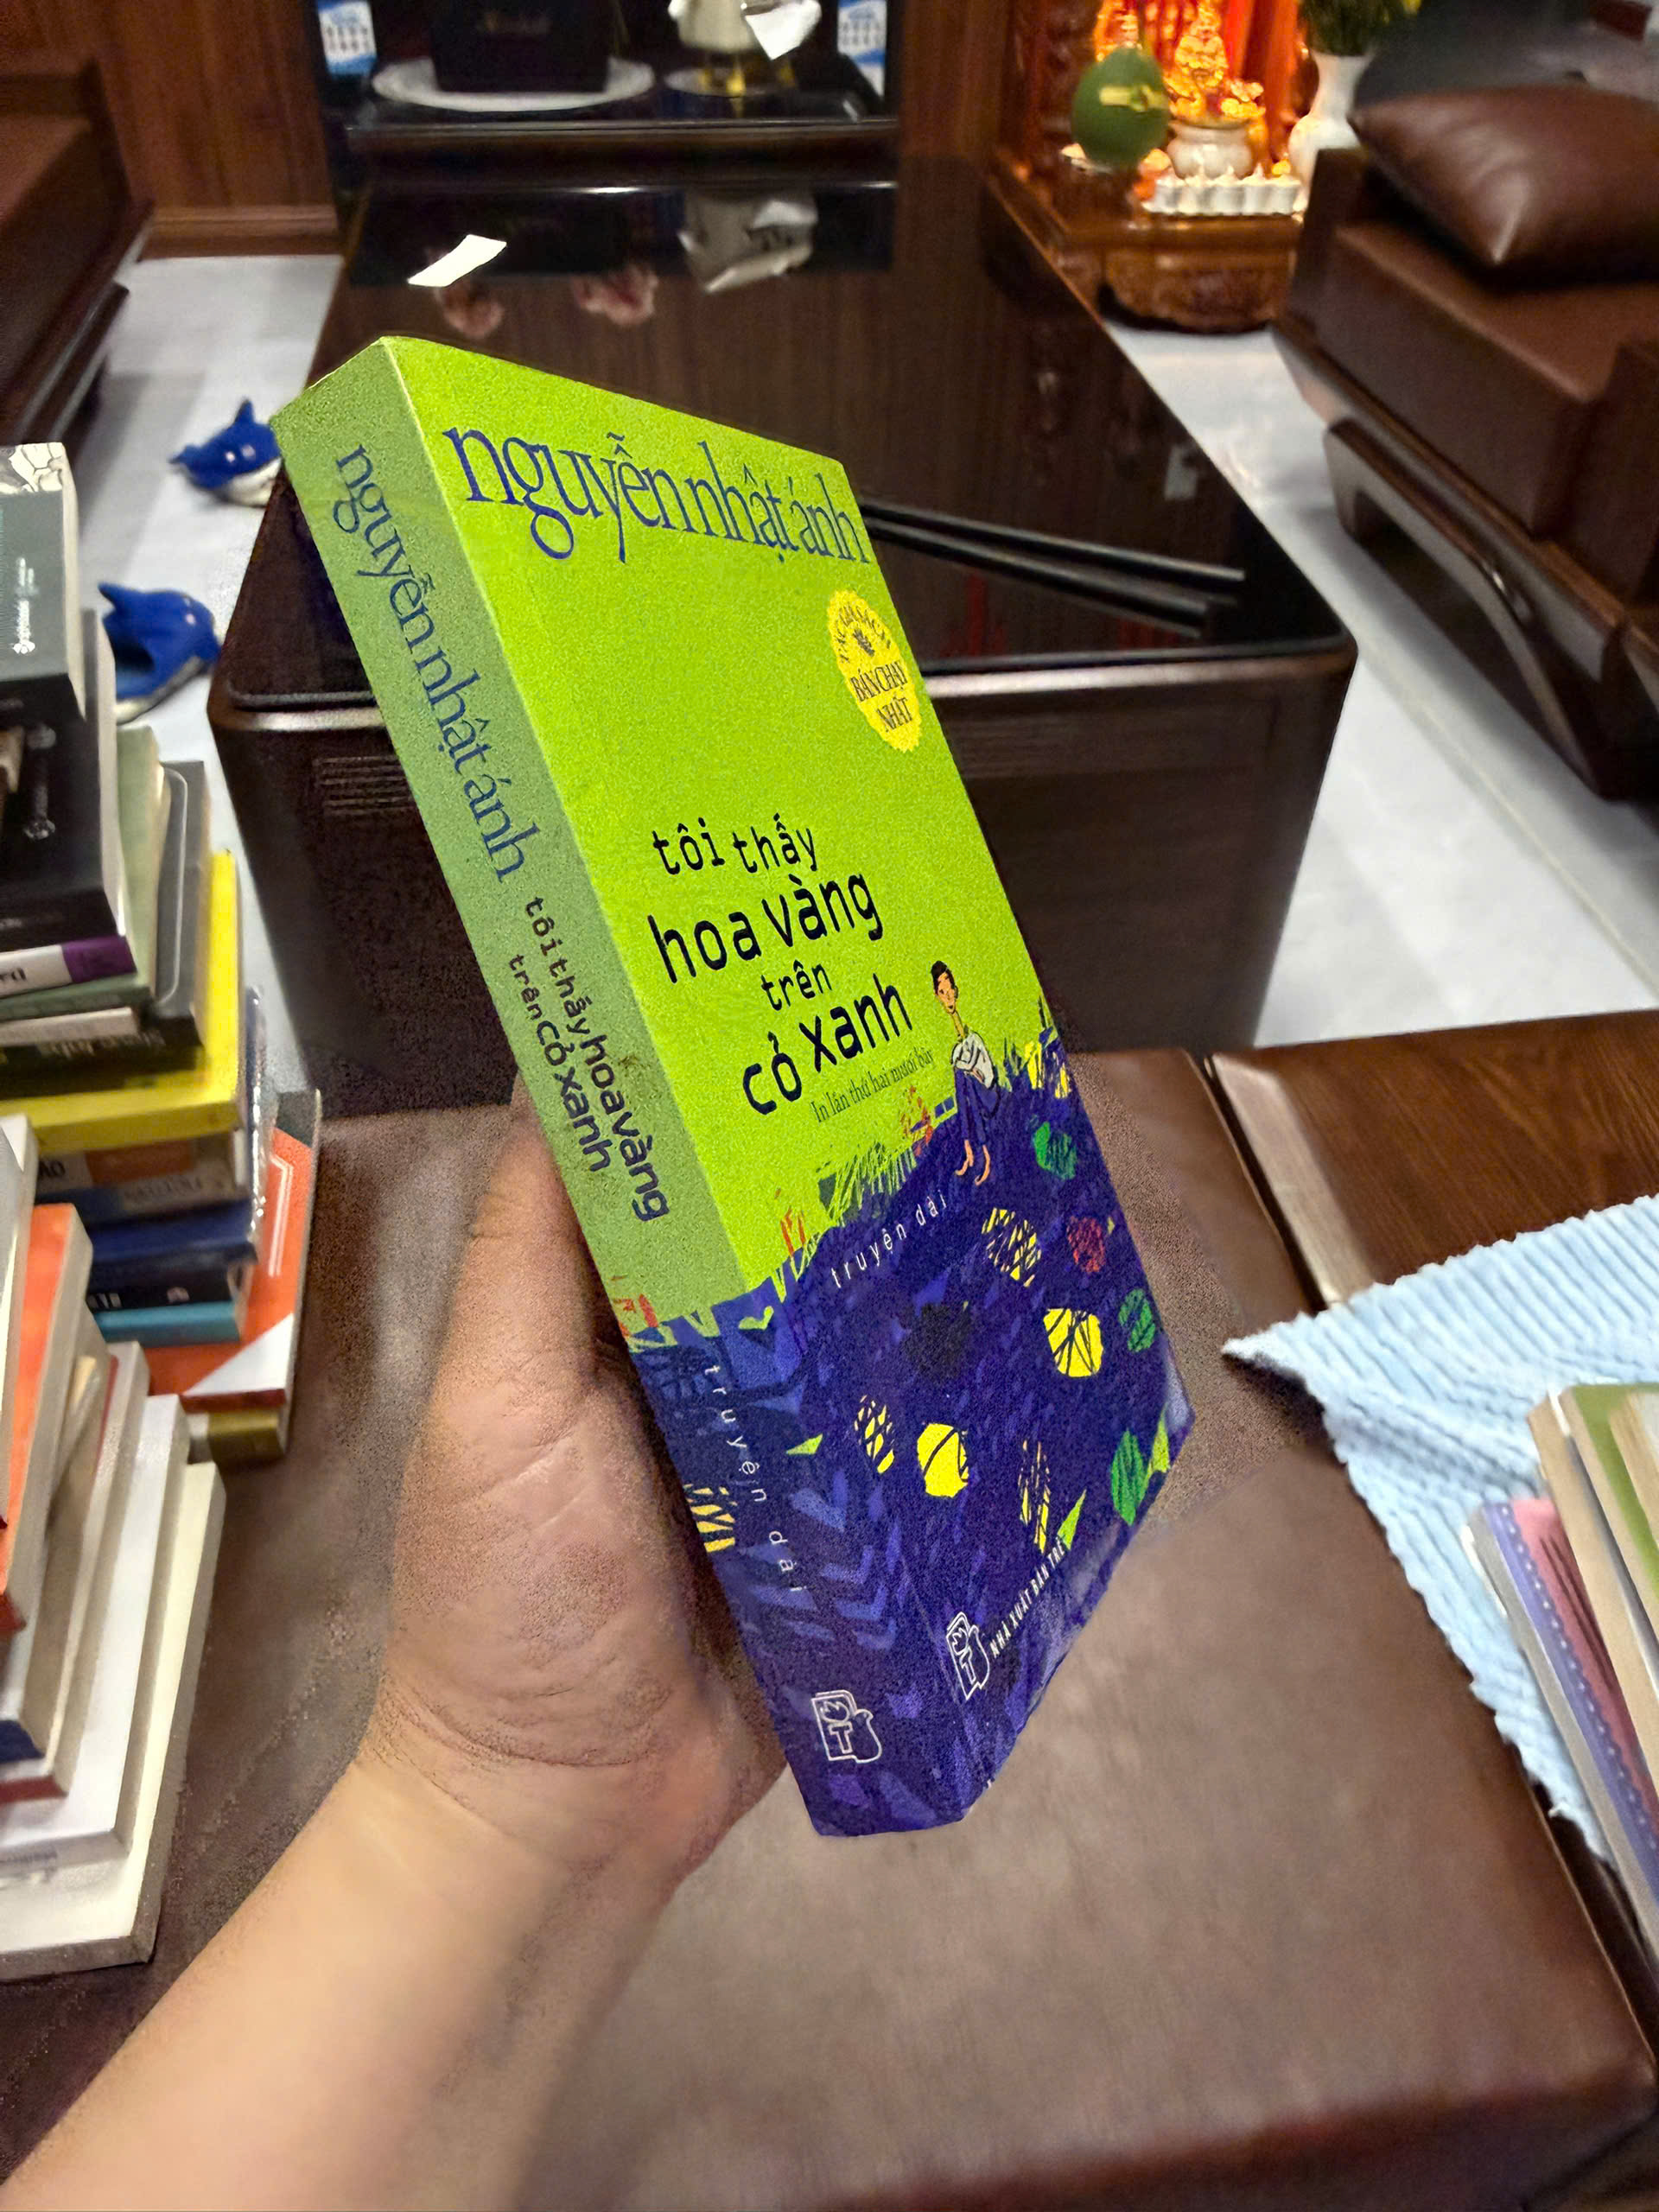 nguyễn nhật ánh
BÁN CHẠY
NHẤT
tôi thấy
hoa vàng
trên
cỏ xanh
In lần thứ hai mươi bảy
truyện dài
NHÀ XUẤT BẢN TRẺ
nguyễn nhật ánh
tôi thấy hoa vàng
trên cỏ xanh
truyện dài
T